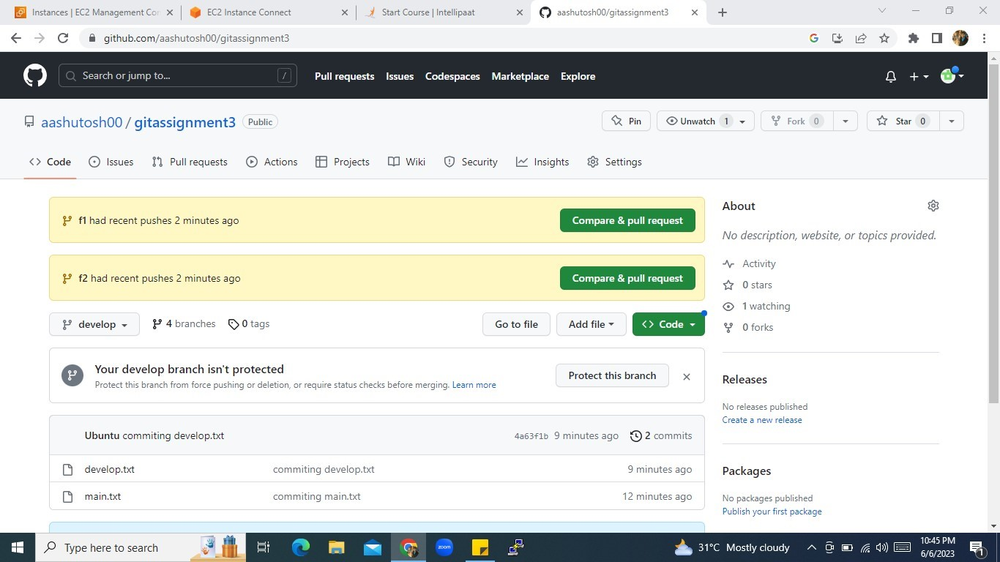 Instances | EC2 Management Con
EC2 Instance Connect
Start Course | Intellipaat
aashutosh00/gitassignment3
github.com/aashutosh00/gitassignment3
Search or jump to...
/
Pull requests
Issues
Codespaces
Marketplace
Explore
aashutosh00 / gitassignment3
Public
Pin
Unwatch 1
Fork 0
Star 0
Code
Issues
Pull requests
Actions
Projects
Wiki
Security
Insights
Settings
f1 had recent pushes 2 minutes ago
Compare & pull request
f2 had recent pushes 2 minutes ago
Compare & pull request
develop
4 branches
0 tags
Go to file
Add file
Code
Your develop branch isn't protected
Protect this branch from force pushing or deletion, or require status checks before merging. Learn more
Protect this branch
Ubuntu commiting develop.txt
4a63f1b 9 minutes ago
2 commits
develop.txt
commiting develop.txt
9 minutes ago
main.txt
commiting main.txt
12 minutes ago
About
No description, website, or topics provided.
Activity
0 stars
1 watching
0 forks
Releases
No releases published
Create a new release
Packages
No packages published
Publish your first package
Type here to search
zoom
31°C Mostly cloudy
10:45 PM
6/6/2023
1